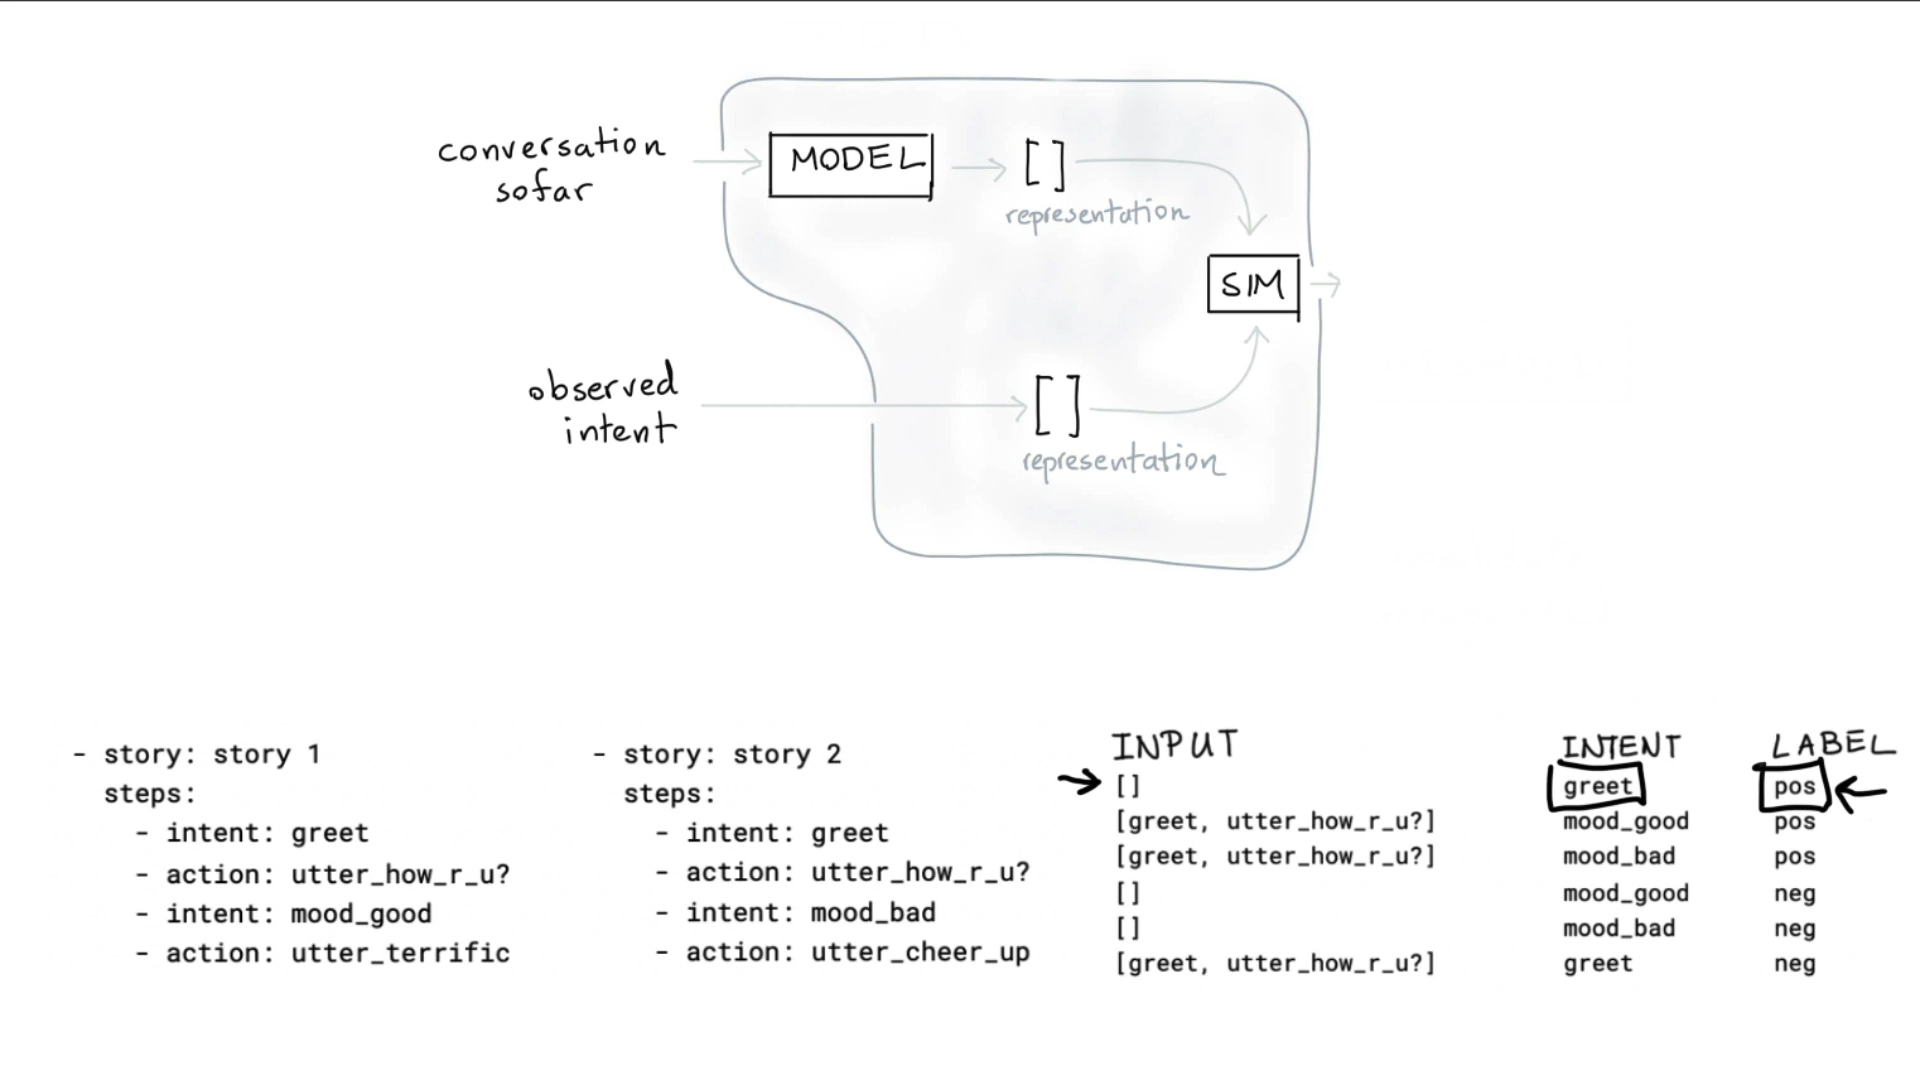 conversation
sofar
MODEL
[]
representation
SIM
observed
intent
[]
representation
- story: story 1
steps:
- intent: greet
- action: utter_how_r_u?
- intent: mood_good
- action: utter_terrific
- story: story 2
steps:
- intent: greet
- action: utter_how_r_u?
- intent: mood_bad
- action: utter_cheer_up
INPUT INTENT LABEL
[] greet pos
[greet, utter_how_r_u?] mood_good pos
[greet, utter_how_r_u?] mood_bad pos
[] mood_good neg
[] mood_bad neg
[greet, utter_how_r_u?] greet neg